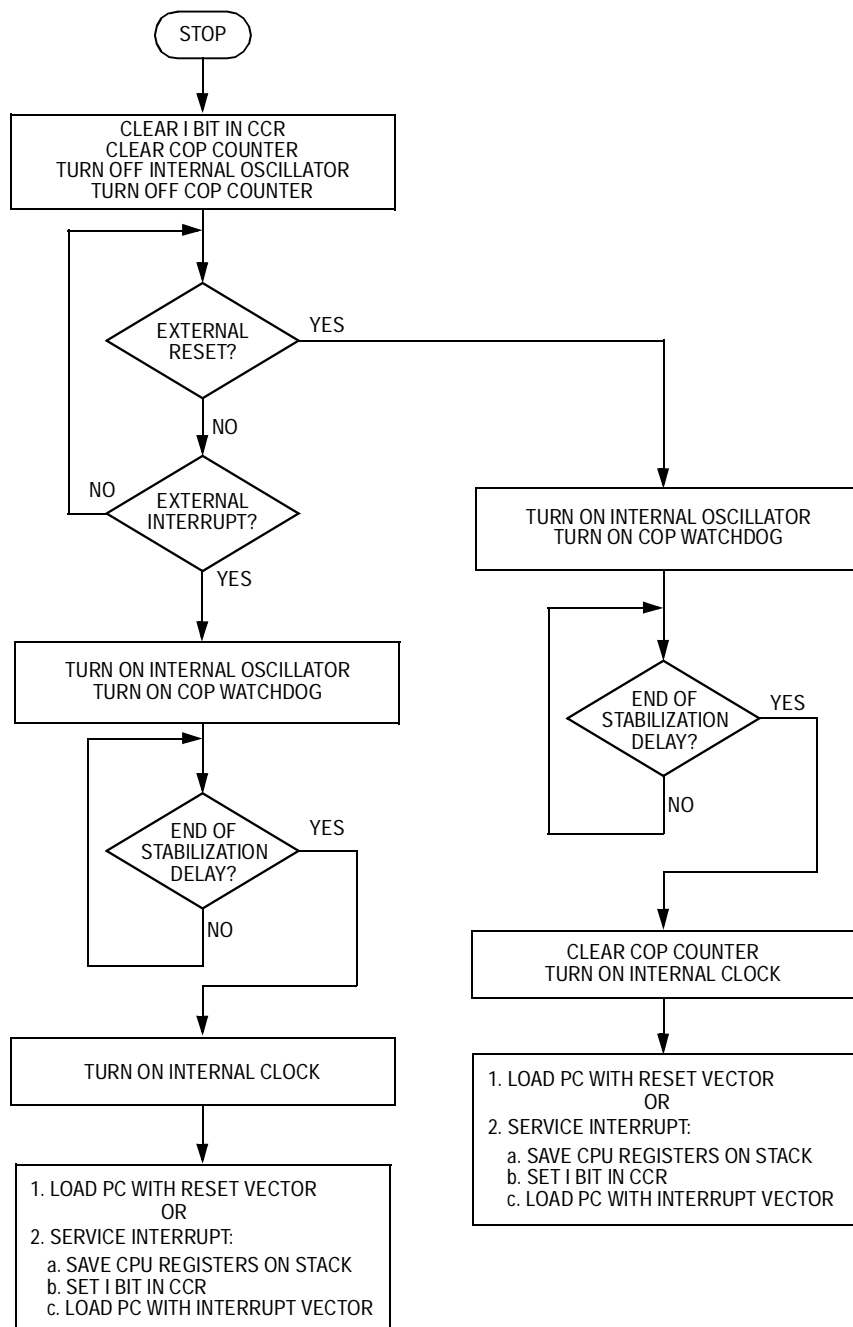 STOP
CLEAR I BIT IN CCR
CLEAR COP COUNTER
TURN OFF INTERNAL OSCILLATOR
TURN OFF COP COUNTER
EXTERNAL
RESET?
YES
NO
EXTERNAL
INTERRUPT?
NO
YES
TURN ON INTERNAL OSCILLATOR
TURN ON COP WATCHDOG
END OF
STABILIZATION
DELAY?
YES
NO
TURN ON INTERNAL CLOCK
1. LOAD PC WITH RESET VECTOR
OR
2. SERVICE INTERRUPT:
a. SAVE CPU REGISTERS ON STACK
b. SET I BIT IN CCR
c. LOAD PC WITH INTERRUPT VECTOR
TURN ON INTERNAL OSCILLATOR
TURN ON COP WATCHDOG
END OF
STABILIZATION
DELAY?
YES
NO
CLEAR COP COUNTER
TURN ON INTERNAL CLOCK
1. LOAD PC WITH RESET VECTOR
OR
2. SERVICE INTERRUPT:
a. SAVE CPU REGISTERS ON STACK
b. SET I BIT IN CCR
c. LOAD PC WITH INTERRUPT VECTOR